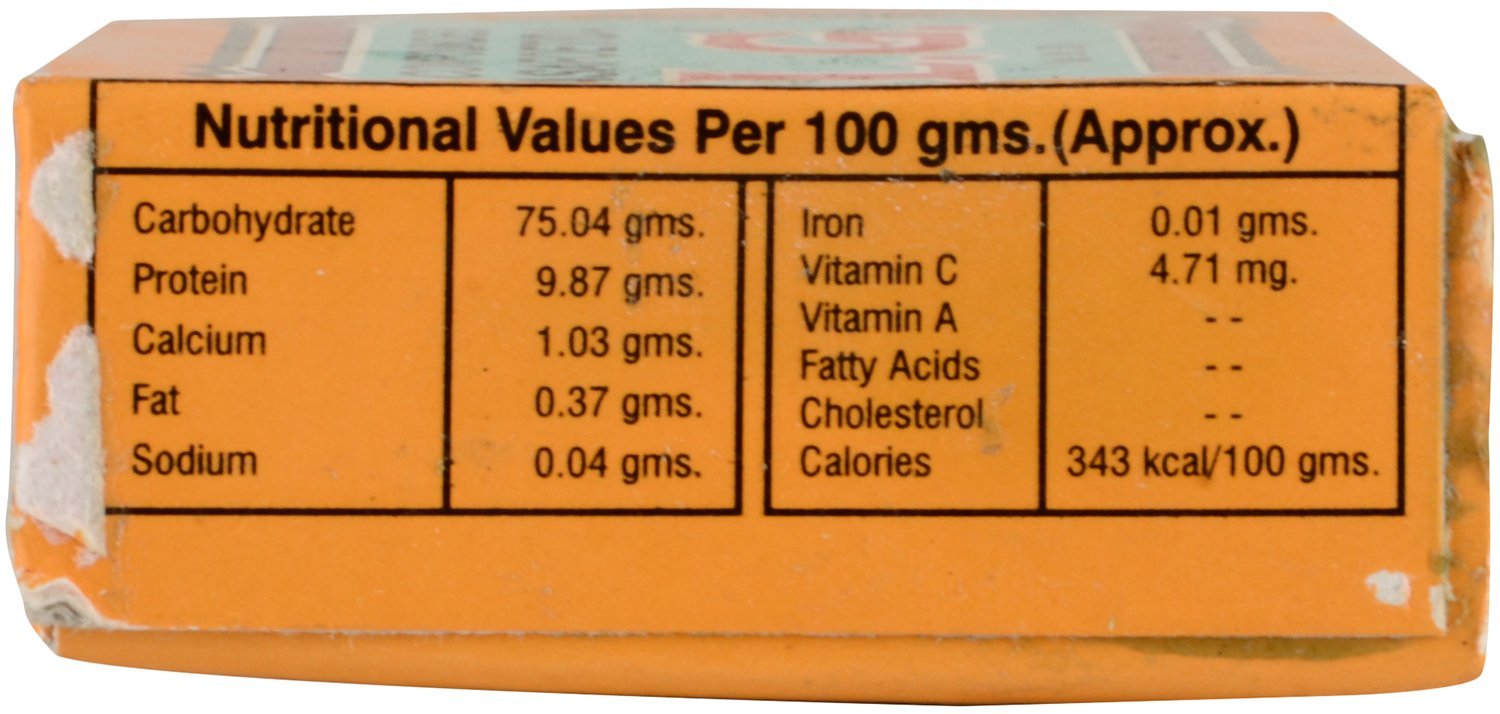 LG
Nutritional Values Per 100 gms.(Approx.)
Carbohydrate 75.04 gms.
Protein 9.87 gms.
Calcium 1.03 gms.
Fat 0.37 gms.
Sodium 0.04 gms.
Iron 0.01 gms.
Vitamin C 4.71 mg.
Vitamin A - -
Fatty Acids - -
Cholesterol - -
Calories 343 kcal/100 gms.